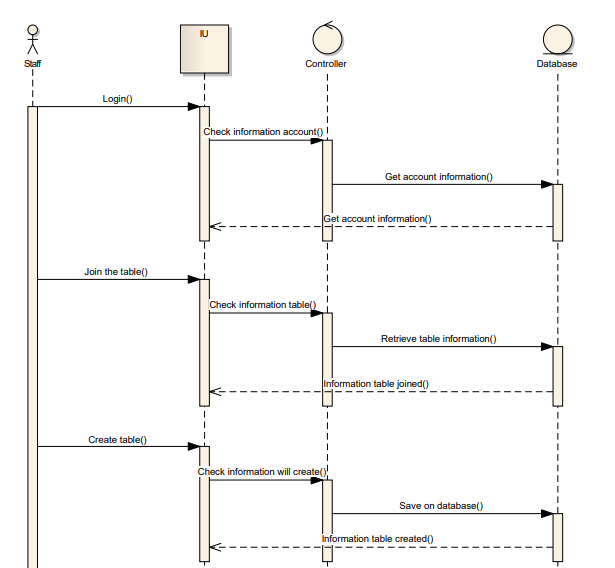 IU
Staff
Controller
Database
Login()
Check information account()
Get account information()
Get account information()
Join the table()
Check information table()
Retrieve table information()
Information table joined()
Create table()
Check information will create()
Save on database()
Information table created()